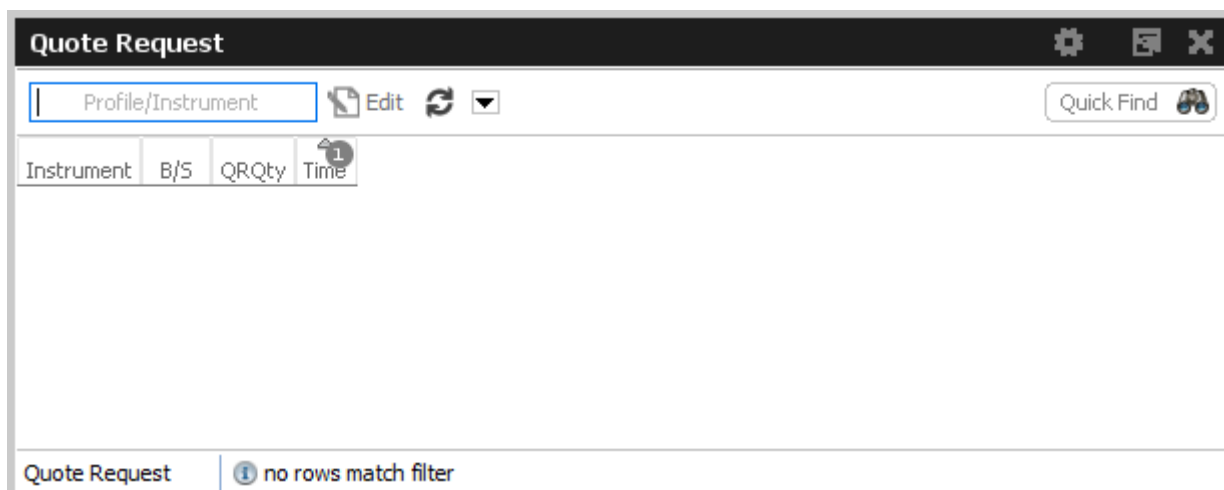 Quote Request
Profile/Instrument Edit Quick Find
Instrument B/S QRQty Time 1
Quote Request no rows match filter